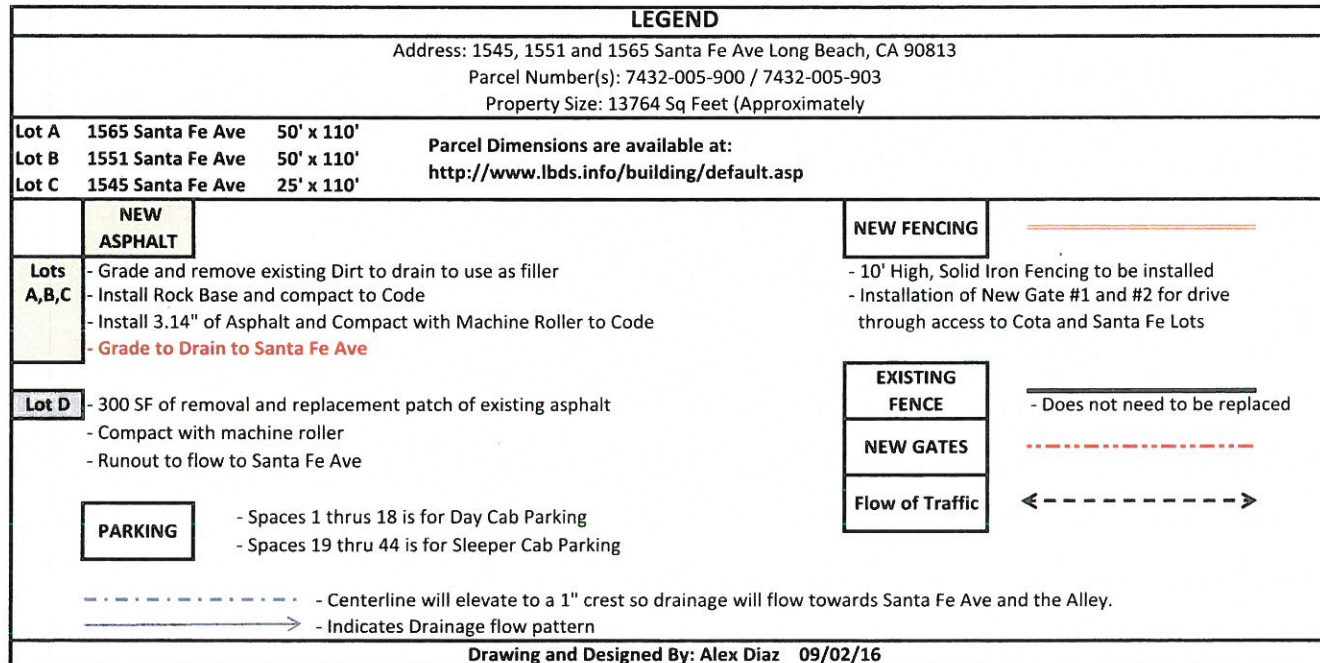 LEGEND
Address: 1545, 1551 and 1565 Santa Fe Ave Long Beach, CA 90813
Parcel Number(s): 7432-005-900 / 7432-005-903
Property Size: 13764 Sq Feet (Approximately
Lot A 1565 Santa Fe Ave 50' x 110'
Lot B 1551 Santa Fe Ave 50' x 110'
Lot C 1545 Santa Fe Ave 25' x 110'
Parcel Dimensions are available at:
http://www.lbds.info/building/default.asp
NEW
ASPHALT
Lots
A,B,C
- Grade and remove existing Dirt to drain to use as filler
- Install Rock Base and compact to Code
- Install 3.14" of Asphalt and Compact with Machine Roller to Code
- Grade to Drain to Santa Fe Ave
Lot D
- 300 SF of removal and replacement patch of existing asphalt
- Compact with machine roller
- Runout to flow to Santa Fe Ave
PARKING
- Spaces 1 thrus 18 is for Day Cab Parking
- Spaces 19 thru 44 is for Sleeper Cab Parking
NEW FENCING
- 10' High, Solid Iron Fencing to be installed
- Installation of New Gate #1 and #2 for drive
through access to Cota and Santa Fe Lots
EXISTING
FENCE
- Does not need to be replaced
NEW GATES
Flow of Traffic
- Centerline will elevate to a 1" crest so drainage will flow towards Santa Fe Ave and the Alley.
- Indicates Drainage flow pattern
Drawing and Designed By: Alex Diaz 09/02/16